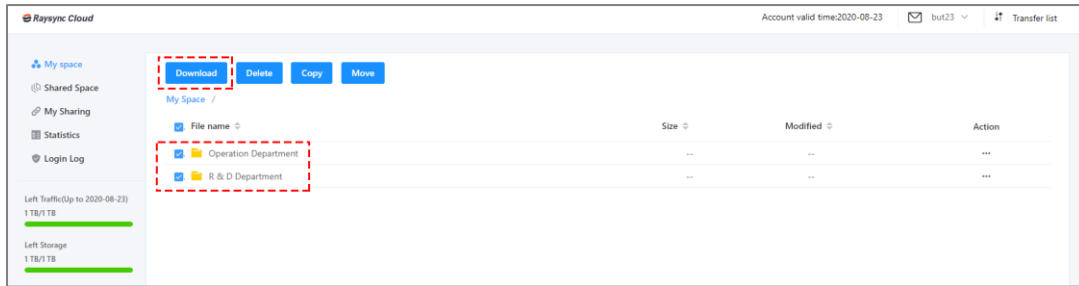 Raysync Cloud
Account valid time:2020-08-23
but23
Transfer list
My space
Shared Space
My Sharing
Statistics
Login Log
Left Traffic(Up to 2020-08-23)
1 TB/1 TB
Left Storage
1 TB/1 TB
Download Delete Copy Move
My Space /
File name Size Modified Action
Operation Department -- -- ···
R & D Department -- -- ···